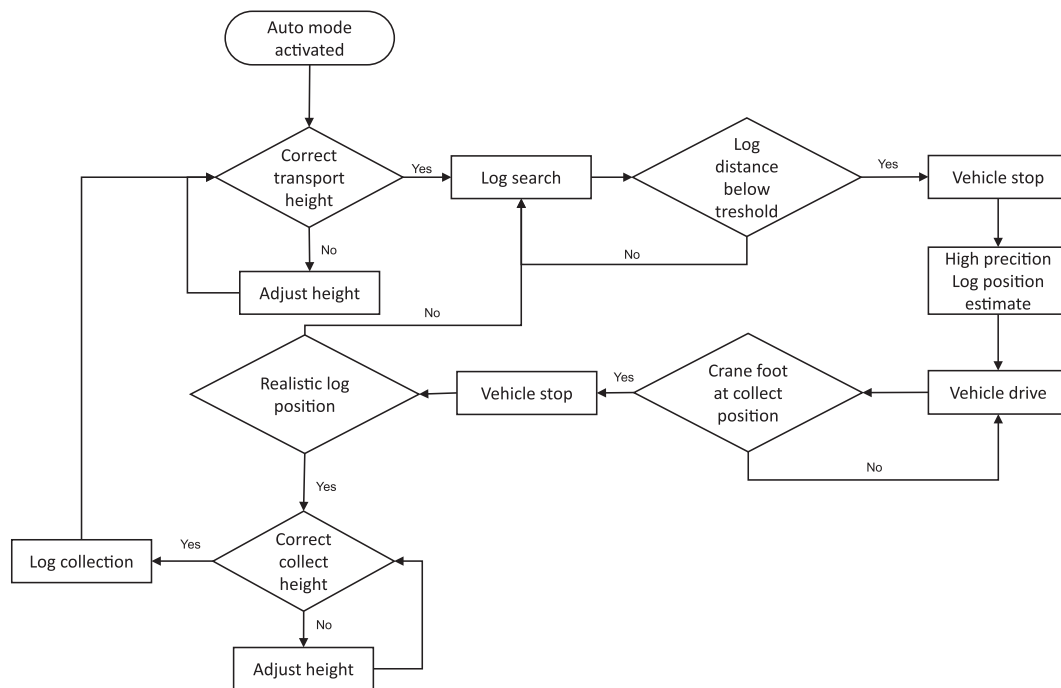 Auto mode
activated
Correct
transport
height
Yes
Log search
Log
distance
below
treshold
Yes
Vehicle stop
No
Adjust height
No
High precition
Log position
estimate
No
Realistic log
position
Vehicle stop
Yes
Crane foot
at collect
position
Vehicle drive
No
Yes
Correct
collect
height
Yes
Log collection
No
Adjust height